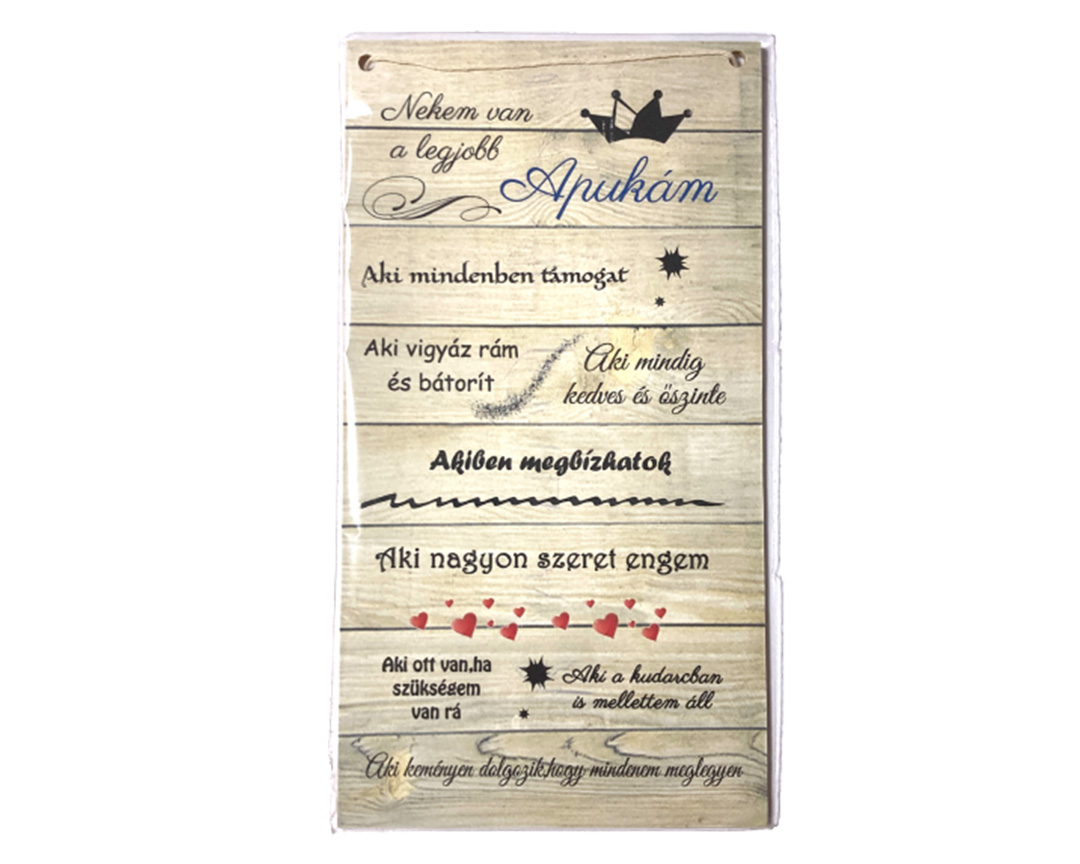 Nekem van
a legjobb
Apukám
Aki mindenben támogat
Aki vigyáz rám
és bátorít
Aki mindig
kedves és őszinte
Akiben megbízhatok
Aki nagyon szeret engem
Aki ott van,ha
szükségem
van rá
Aki a kudarcban
is mellettem áll
Aki keményen dolgozik,hogy mindenem meglegyen